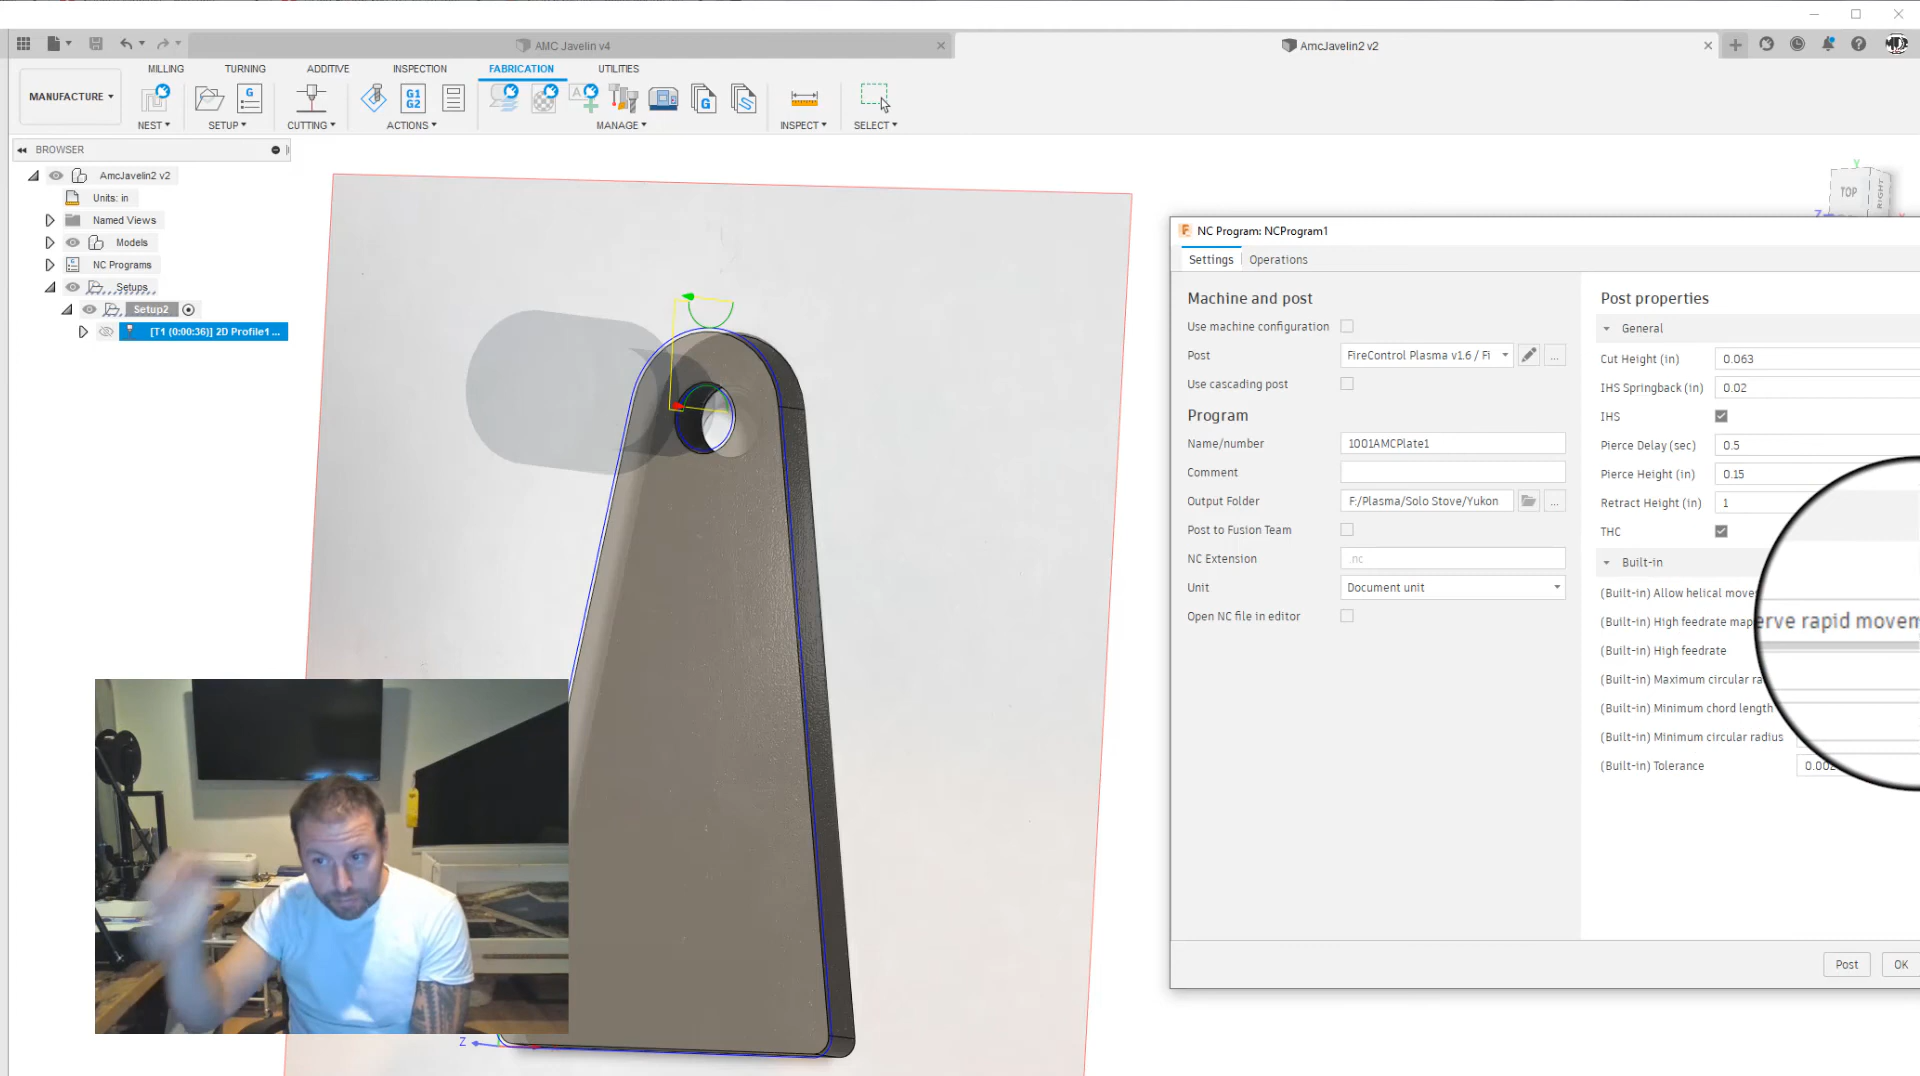 AMC Javelin v4
AmcJavelin2 v2
MILLING TURNING ADDITIVE INSPECTION FABRICATION UTILITIES
MANUFACTURE
G1
G2
G
G
NEST SETUP CUTTING ACTIONS MANAGE INSPECT SELECT
BROWSER
AmcJavelin2 v2
Units: in
Named Views
Models
NC Programs
Setups
Setup2
[T1 (0:00:36)] 2D Profile1 ...
Y
TOP
RIGHT
Z
NC Program: NCProgram1
Settings Operations
Machine and post
Use machine configuration
Post FireControl Plasma v1.6 / Fi
Use cascading post
Program
Name/number 1001AMCPlate1
Comment
Output Folder F:/Plasma/Solo Stove/Yukon
Post to Fusion Team
NC Extension .nc
Unit Document unit
Open NC file in editor
Post properties
General
Cut Height (in) 0.063
IHS Springback (in) 0.02
IHS
Pierce Delay (sec) 0.5
Pierce Height (in) 0.15
Retract Height (in) 1
THC
Built-in
(Built-in) Allow helical moves
(Built-in) High feedrate map
erve rapid movem
(Built-in) High feedrate
(Built-in) Maximum circular ra
(Built-in) Minimum chord length
(Built-in) Minimum circular radius
(Built-in) Tolerance 0.002
Post OK
Z